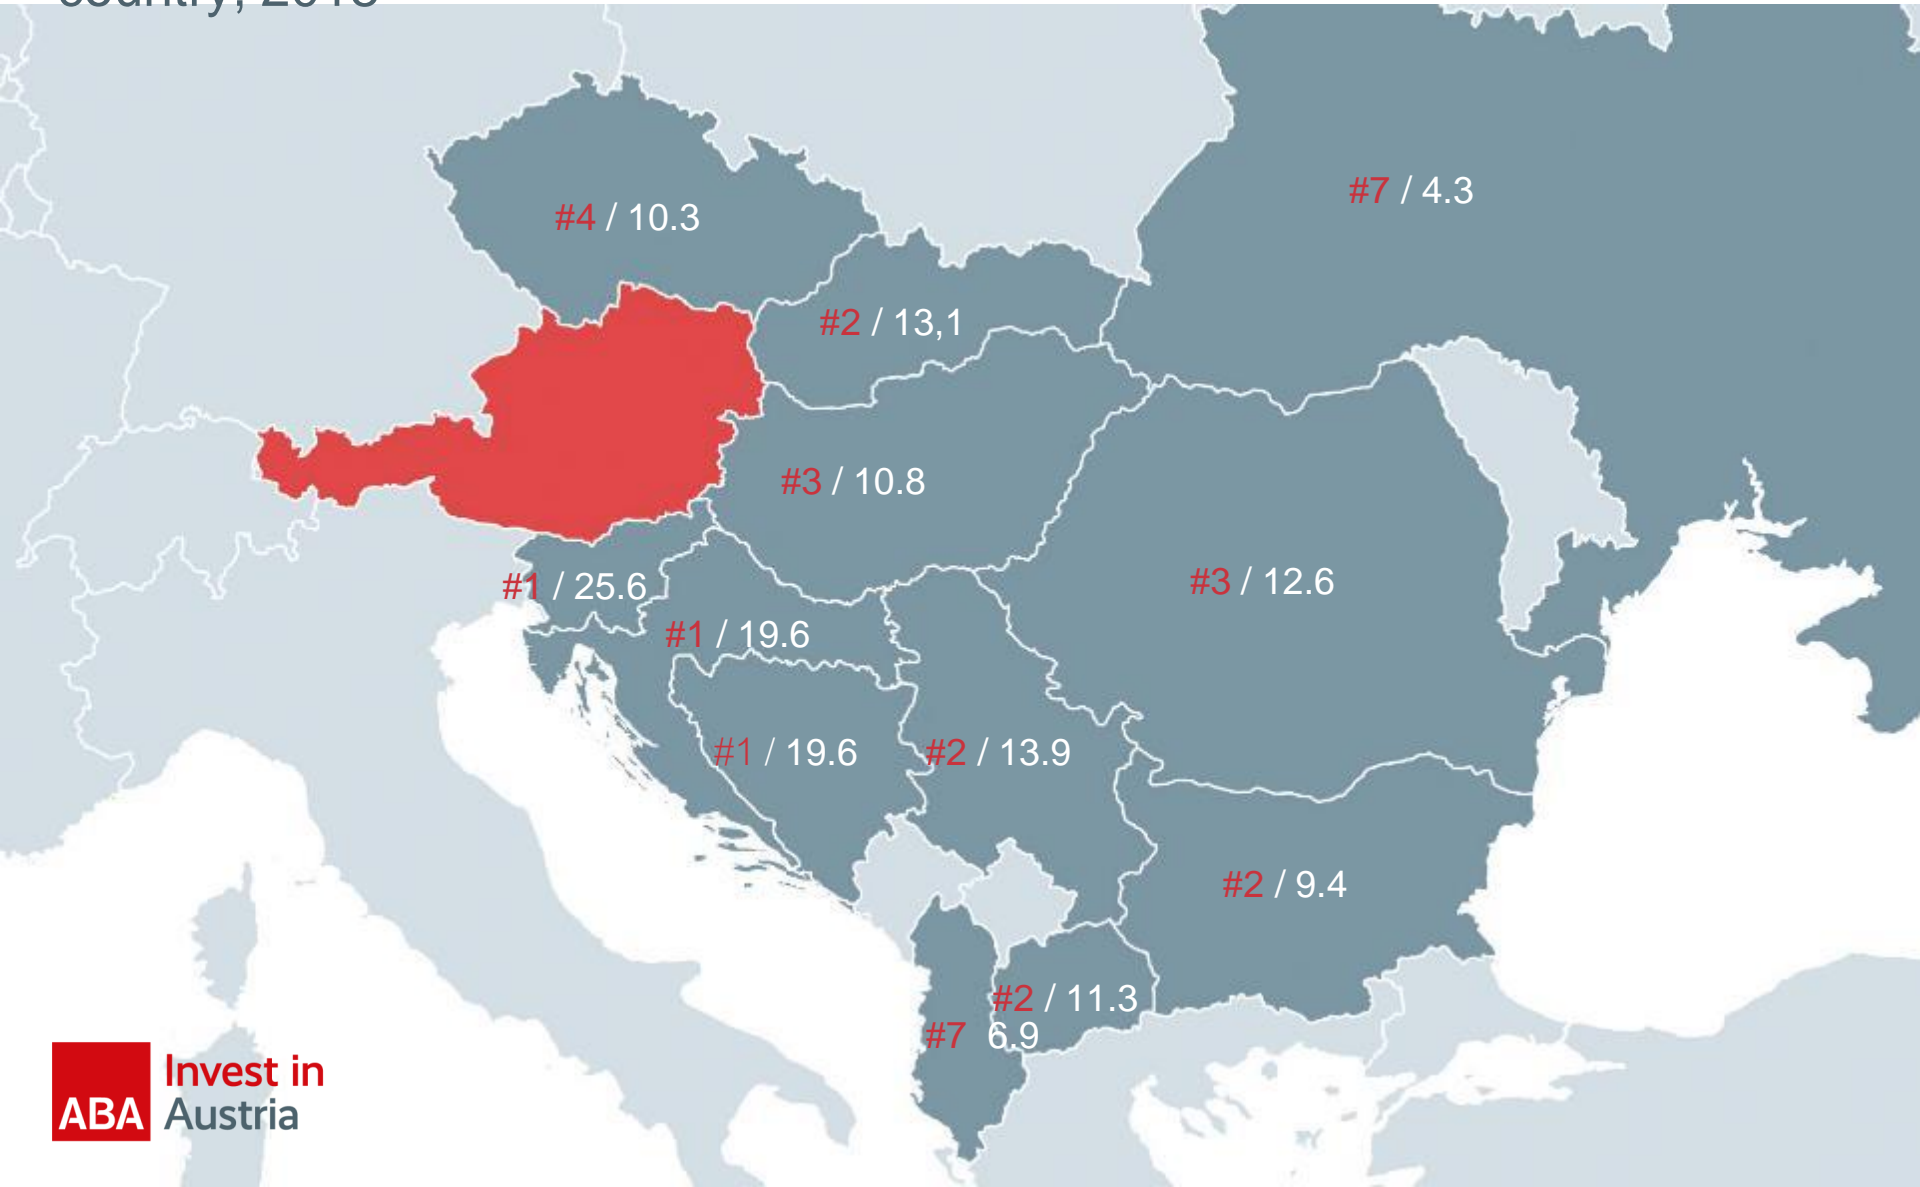 country, 2018
#7 / 4.3
#4 / 10.3
#2 / 13,1
#3 / 10.8
#3 / 12.6
#1 / 25.6
#1 / 19.6
#1 / 19.6
#2 / 13.9
#2 / 9.4
#2 / 11.3
#7 6.9
ABA Invest in
Austria